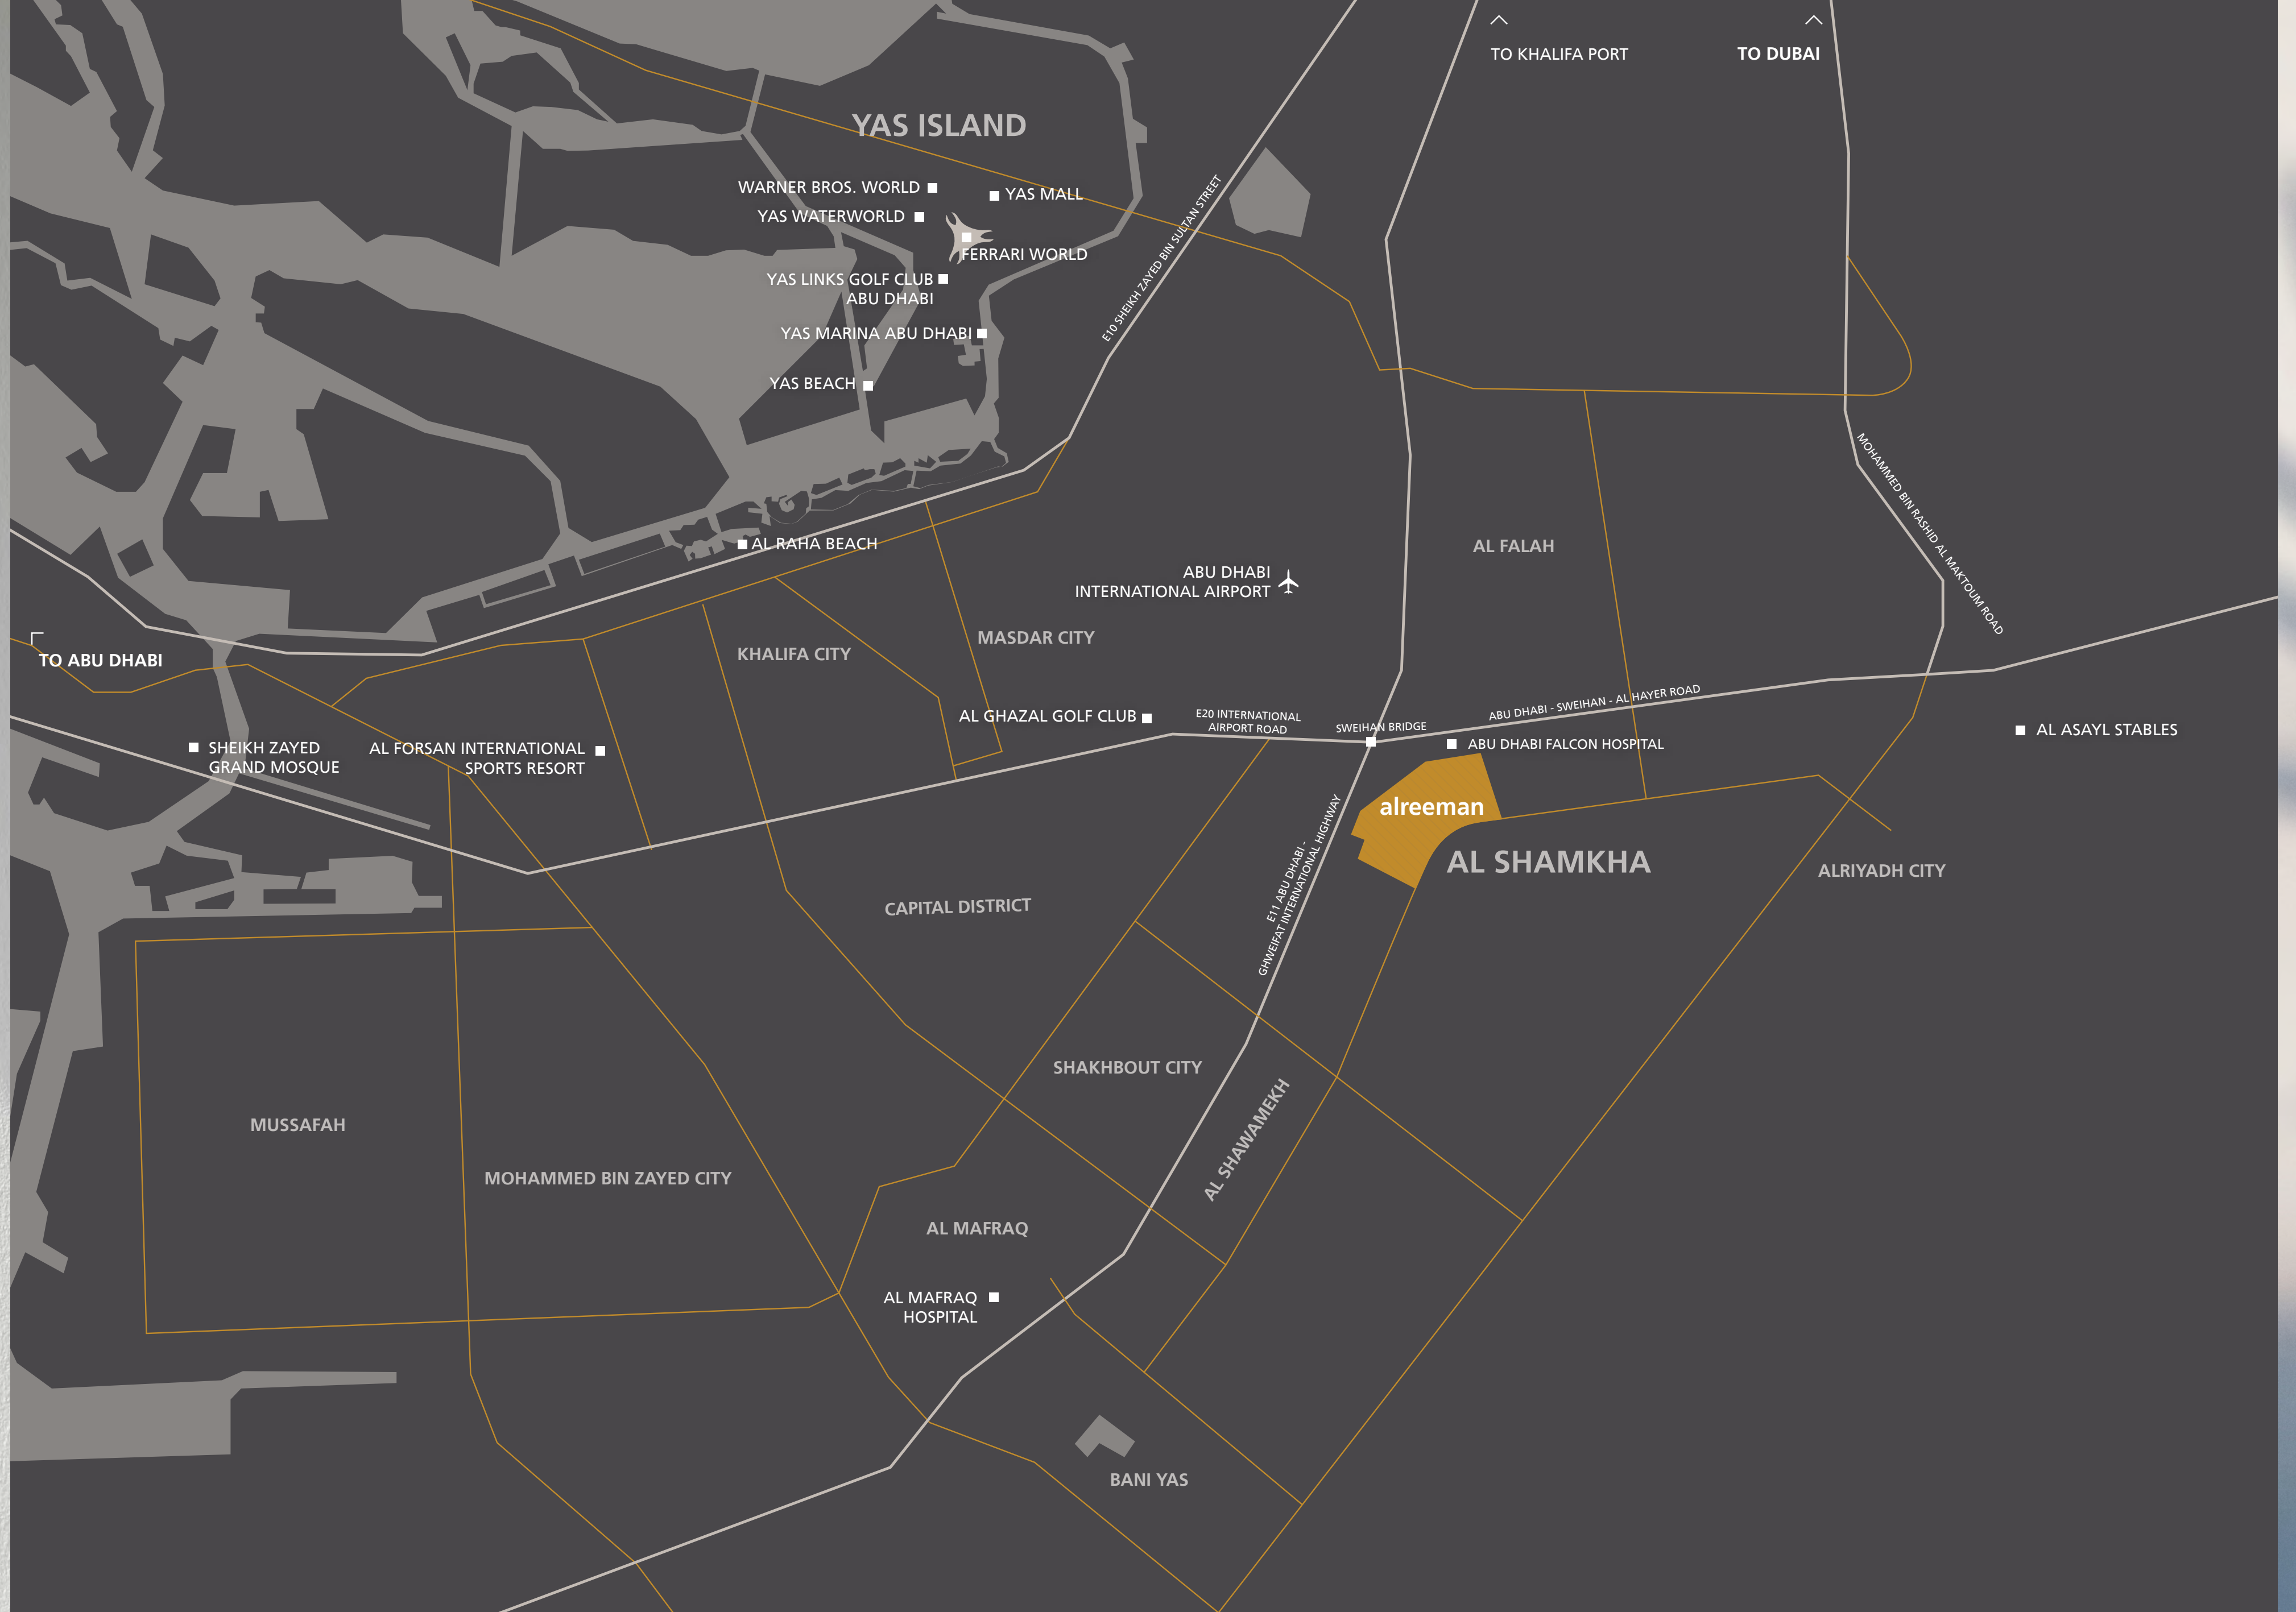 TO KHALIFA PORT
TO DUBAI
YAS ISLAND
WARNER BROS. WORLD
YAS MALL
YAS WATERWORLD
FERRARI WORLD
YAS LINKS GOLF CLUB
ABU DHABI
YAS MARINA ABU DHABI
YAS BEACH
E10 SHEIKH ZAYED BIN SULTAN STREET
MOHAMMED BIN RASHID AL MAKTOUM ROAD
AL RAHA BEACH
AL FALAH
ABU DHABI
INTERNATIONAL AIRPORT
MASDAR CITY
KHALIFA CITY
TO ABU DHABI
AL GHAZAL GOLF CLUB
E20 INTERNATIONAL
AIRPORT ROAD
SWEIHAN BRIDGE
ABU DHABI - SWEIHAN - AL HAYER ROAD
AL ASAYL STABLES
SHEIKH ZAYED
GRAND MOSQUE
AL FORSAN INTERNATIONAL
SPORTS RESORT
ABU DHABI FALCON HOSPITAL
alreeman
AL SHAMKHA
ALRIYADH CITY
E11 ABU DHABI -
GHWEIFAT INTERNATIONAL HIGHWAY
CAPITAL DISTRICT
SHAKHBOUT CITY
AL SHAWAMEKH
MUSSAFAH
MOHAMMED BIN ZAYED CITY
AL MAFRAQ
AL MAFRAQ
HOSPITAL
BANI YAS